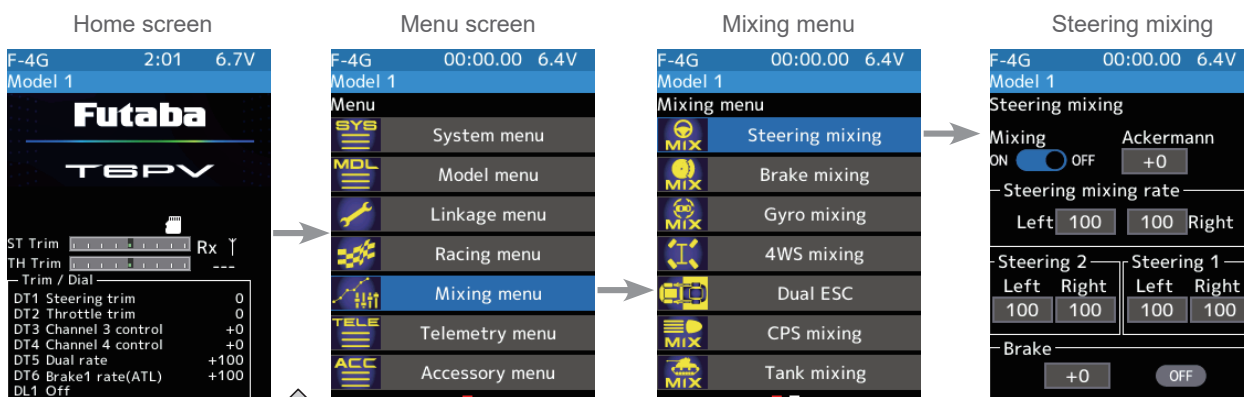 Home screen
Menu screen
Mixing menu
Steering mixing
F-4G 2:01 6.7V
Model 1
Futaba
T6PV
ST Trim
Rx
TH Trim
---
Trim / Dial
DT1 Steering trim 0
DT2 Throttle trim 0
DT3 Channel 3 control +0
DT4 Channel 4 control +0
DT5 Dual rate +100
DT6 Brake1 rate(ATL) +100
DL1 Off
F-4G 00:00.00 6.4V
Model 1
Menu
SYS System menu
MDL Model menu
Linkage menu
Racing menu
Mixing menu
TELE Telemetry menu
ACC Accessory menu
F-4G 00:00.00 6.4V
Model 1
Mixing menu
MIX Steering mixing
MIX Brake mixing
MIX Gyro mixing
4WS mixing
Dual ESC
MIX CPS mixing
MIX Tank mixing
F-4G 00:00.00 6.4V
Model 1
Steering mixing
Mixing Ackermann
ON OFF +0
Steering mixing rate
Left 100 100 Right
Steering 2 Steering 1
Left Right Left Right
100 100 100 100
Brake
+0 OFF